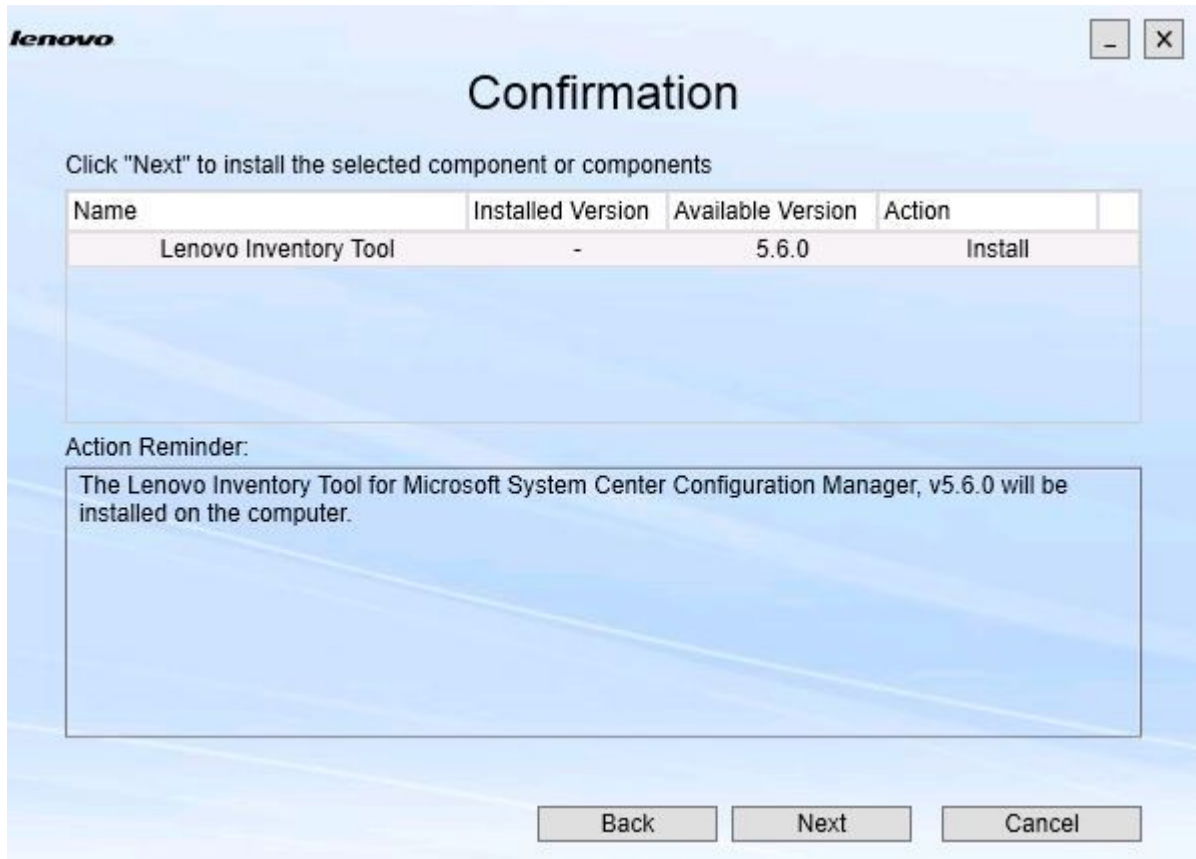 lenovo
_ X
Confirmation
Click "Next" to install the selected component or components
Name Installed Version Available Version Action
Lenovo Inventory Tool - 5.6.0 Install
Action Reminder:
The Lenovo Inventory Tool for Microsoft System Center Configuration Manager, v5.6.0 will be
installed on the computer.
Back Next Cancel